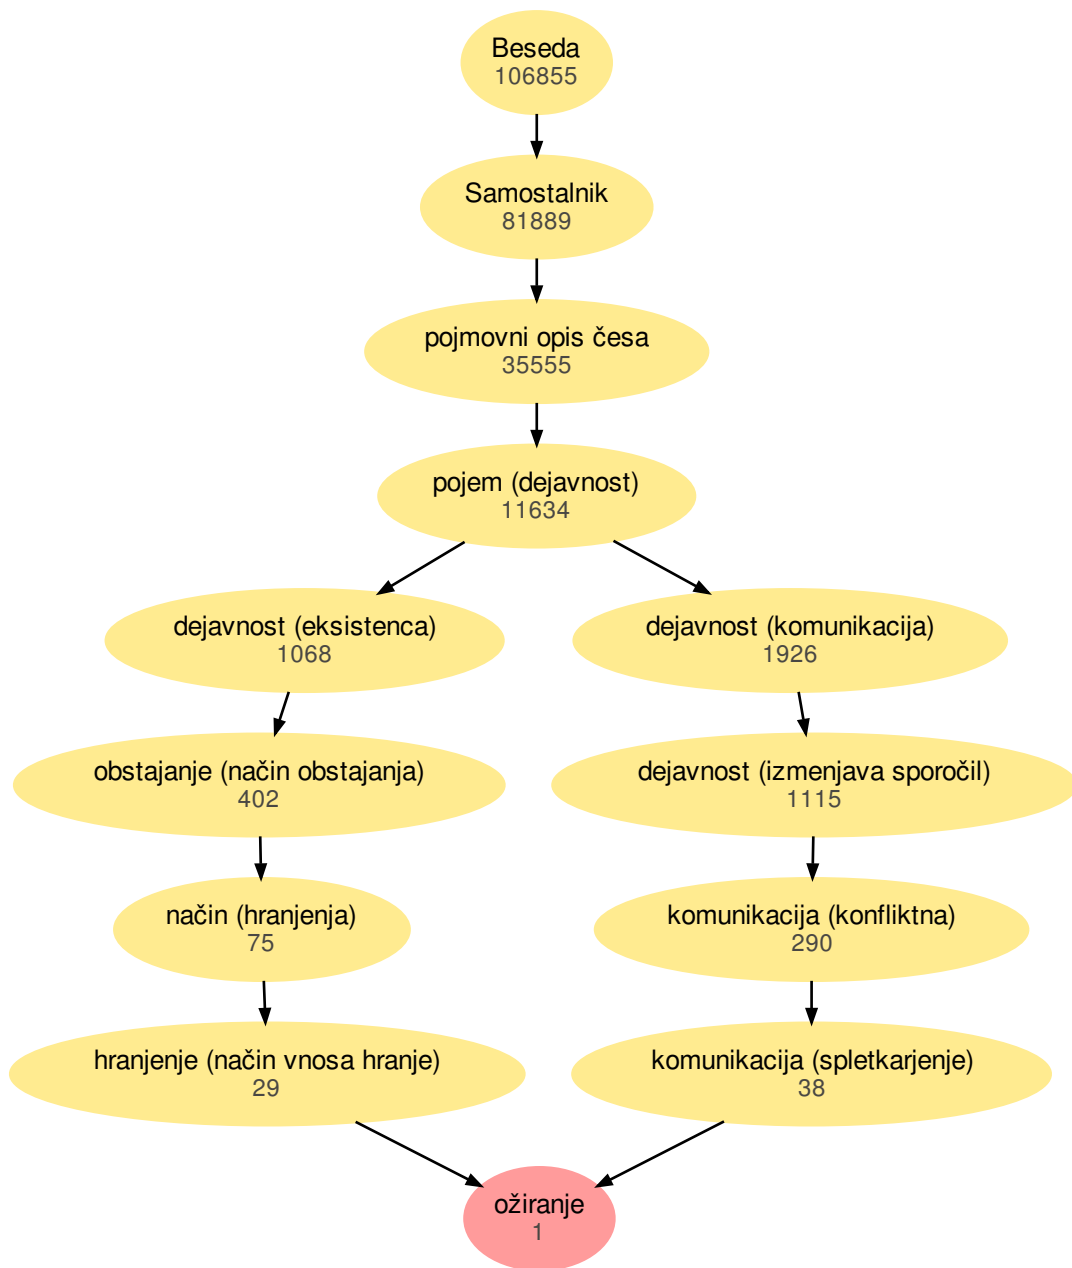 Beseda
106855
Samostalnik
81889
pojmovni opis česa
35555
pojem (dejavnost)
11634
dejavnost (eksistenca)
1068
dejavnost (komunikacija)
1926
obstajanje (način obstajanja)
402
dejavnost (izmenjava sporočil)
1115
način (hranjenja)
75
komunikacija (konfliktna)
290
hranjenje (način vnosa hranje)
29
komunikacija (spletkarjenje)
38
ožiranje
1